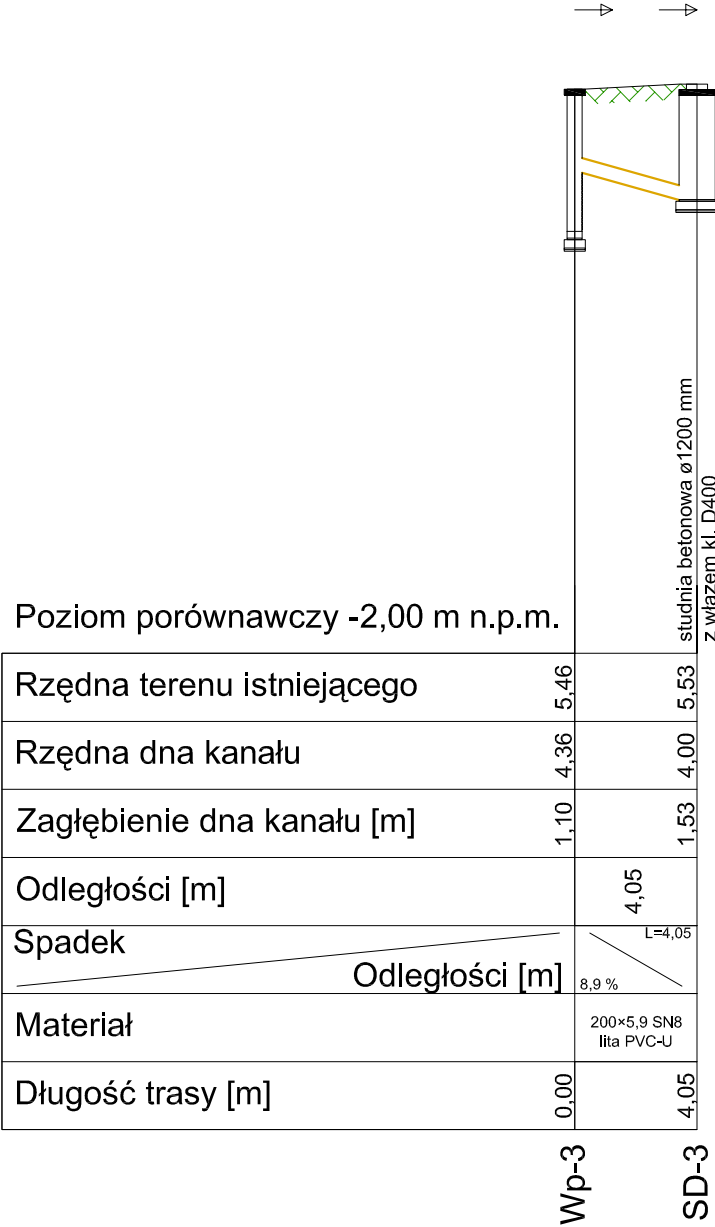 studnia betonowa ø1200 mm
z włazem kl. D400
Poziom porównawczy -2,00 m n.p.m.
Rzędna terenu istniejącego 5,46 5,53
Rzędna dna kanału 4,36 4,00
Zagłębienie dna kanału [m] 1,10 1,53
Odległości [m] 4,05
Spadek L=4,05
Odległości [m] 8,9 %
Materiał 200×5,9 SN8
lita PVC-U
Długość trasy [m] 0,00 4,05
Wp-3 SD-3